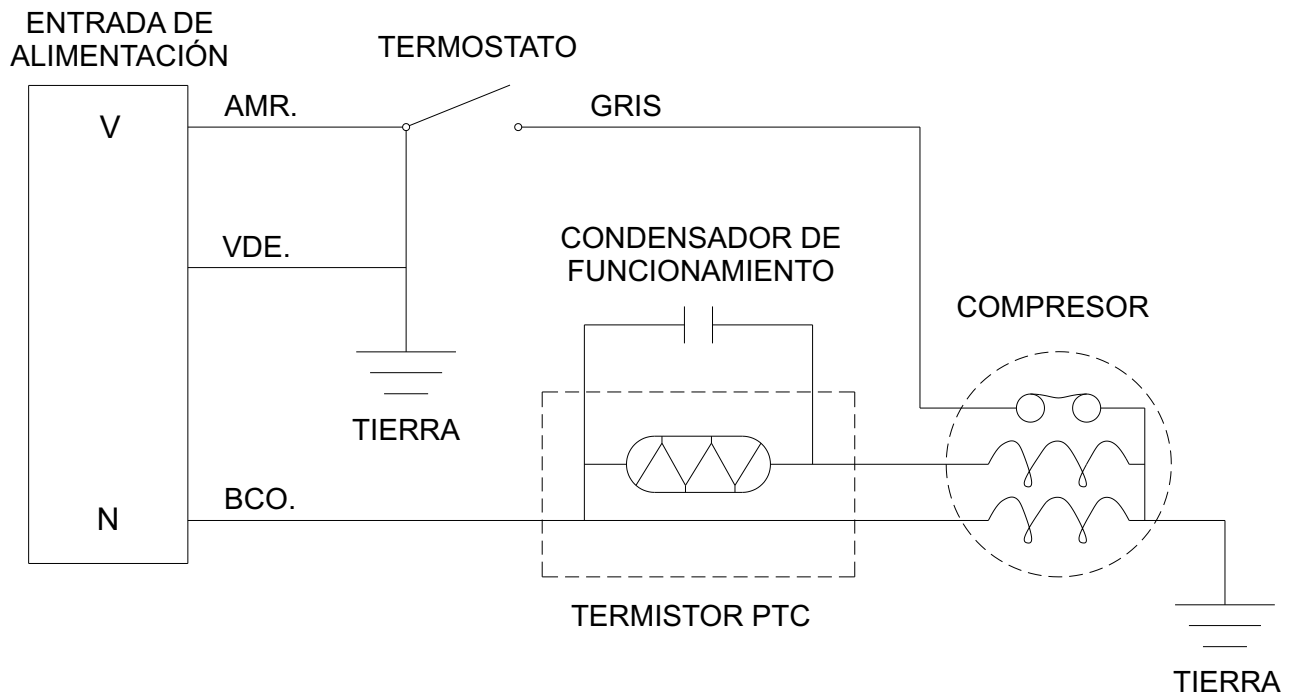 ENTRADA DE
ALIMENTACIÓN
TERMOSTATO
V
AMR.
GRIS
VDE.
CONDENSADOR DE
FUNCIONAMIENTO
COMPRESOR
TIERRA
N
BCO.
TERMISTOR PTC
TIERRA